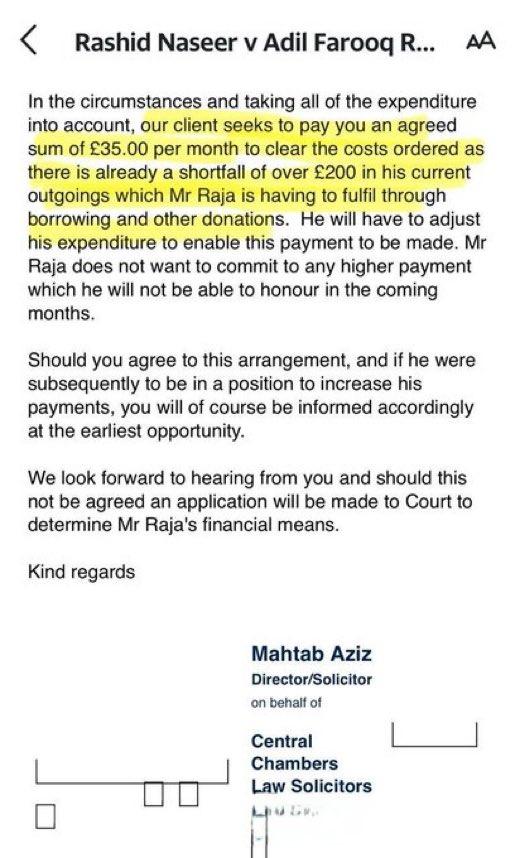 Rashid Naseer v Adil Farooq R... AA
In the circumstances and taking all of the expenditure
into account, our client seeks to pay you an agreed
sum of £35.00 per month to clear the costs ordered as
there is already a shortfall of over £200 in his current
outgoings which Mr Raja is having to fulfil through
borrowing and other donations. He will have to adjust
his expenditure to enable this payment to be made. Mr
Raja does not want to commit to any higher payment
which he will not be able to honour in the coming
months.
Should you agree to this arrangement, and if he were
subsequently to be in a position to increase his
payments, you will of course be informed accordingly
at the earliest opportunity.
We look forward to hearing from you and should this
not be agreed an application will be made to Court to
determine Mr Raja's financial means.
Kind regards
Mahtab Aziz
Director/Solicitor
on behalf of
Central
Chambers
Law Solicitors